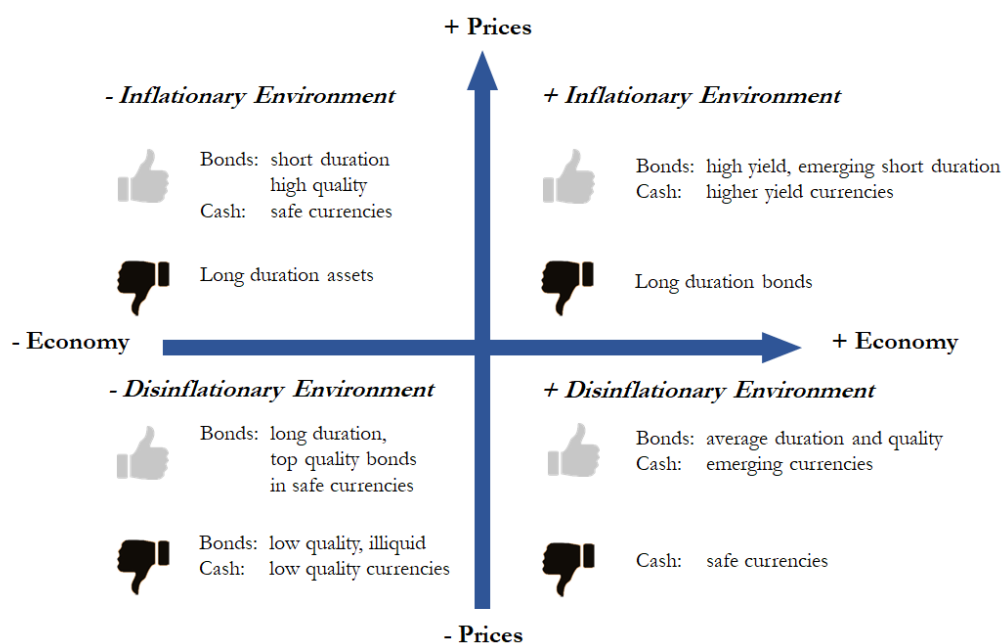 + Prices
- Inflationary Environment
Bonds: short duration
high quality
Cash: safe currencies
Long duration assets
+ Inflationary Environment
Bonds: high yield, emerging short duration
Cash: higher yield currencies
Long duration bonds
- Economy
+ Economy
- Disinflationary Environment
Bonds: long duration,
top quality bonds
in safe currencies
Bonds: low quality, illiquid
Cash: low quality currencies
+ Disinflationary Environment
Bonds: average duration and quality
Cash: emerging currencies
Cash: safe currencies
- Prices